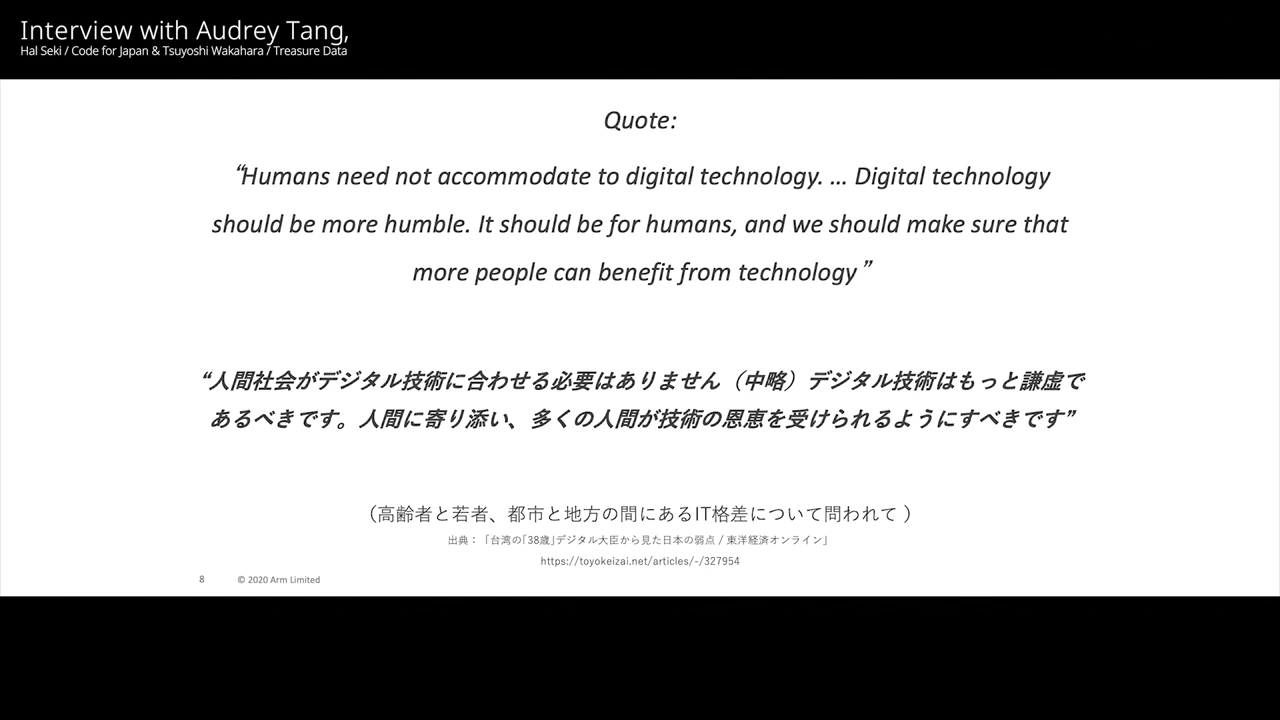 Interview with Audrey Tang,
Hal Seki / Code for Japan & Tsuyoshi Wakahara / Treasure Data
Quote:
“Humans need not accommodate to digital technology. ... Digital technology
should be more humble. It should be for humans, and we should make sure that
more people can benefit from technology”
“人間社会がデジタル技術に合わせる必要はありません（中略）デジタル技術はもっと謙虚で
あるべきです。人間に寄り添い、多くの人間が技術の恩恵を受けられるようにすべきです”
（高齢者と若者、都市と地方の間にあるIT格差について問われて ）
出典：「台湾の「38歳」デジタル大臣から見た日本の弱点 / 東洋経済オンライン」
https://toyokeizai.net/articles/-/327954
8 © 2020 Arm Limited